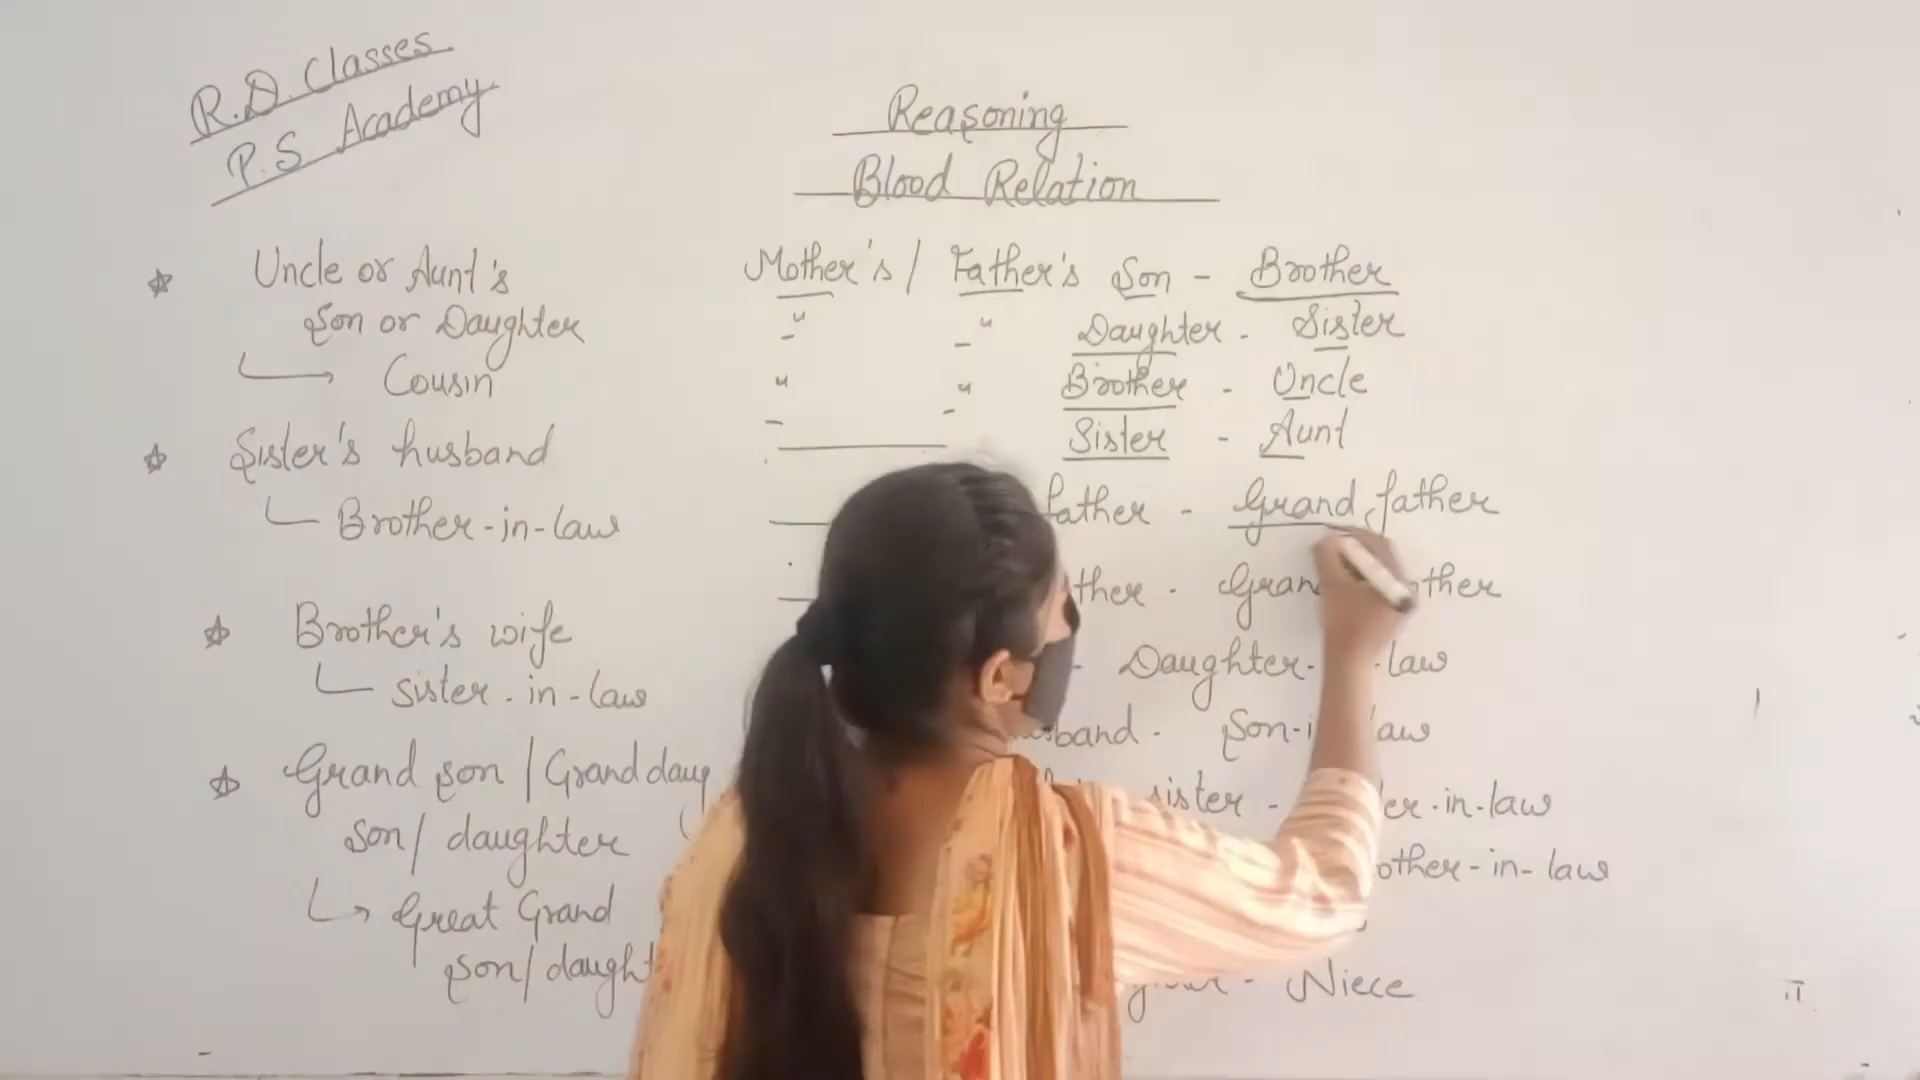 R.D. Classes
P.S Academy
Reasoning
Blood Relation
Uncle or Aunt's
Son or Daughter
Cousin
Sister's husband
Brother-in-law
Brother's wife
sister-in-law
Grand son / Grand daug
son / daughter
Great Grand
son / daught
Mother's / Father's Son - Brother
" " Daughter - Sister
" " Brother - Uncle
Sister - Aunt
father - Grand father
ther - Gran other
- Daughter- -law
sband - Son-i law
sister - er-in-law
other-in-law
- Niece